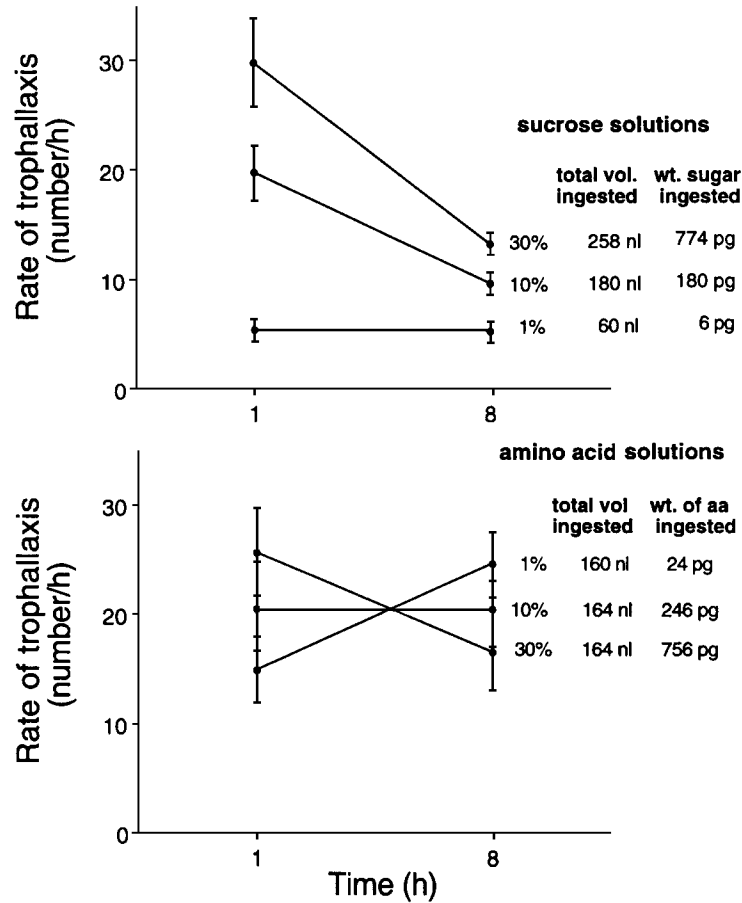 Rate of trophallaxis
(number/h)
30
20
10
0
1
8
sucrose solutions
total vol. wt. sugar
ingested ingested
30% 258 nl 774 pg
10% 180 nl 180 pg
1% 60 nl 6 pg
Rate of trophallaxis
(number/h)
30
20
10
0
1
8
Time (h)
amino acid solutions
total vol wt. of aa
ingested ingested
1% 160 nl 24 pg
10% 164 nl 246 pg
30% 164 nl 756 pg